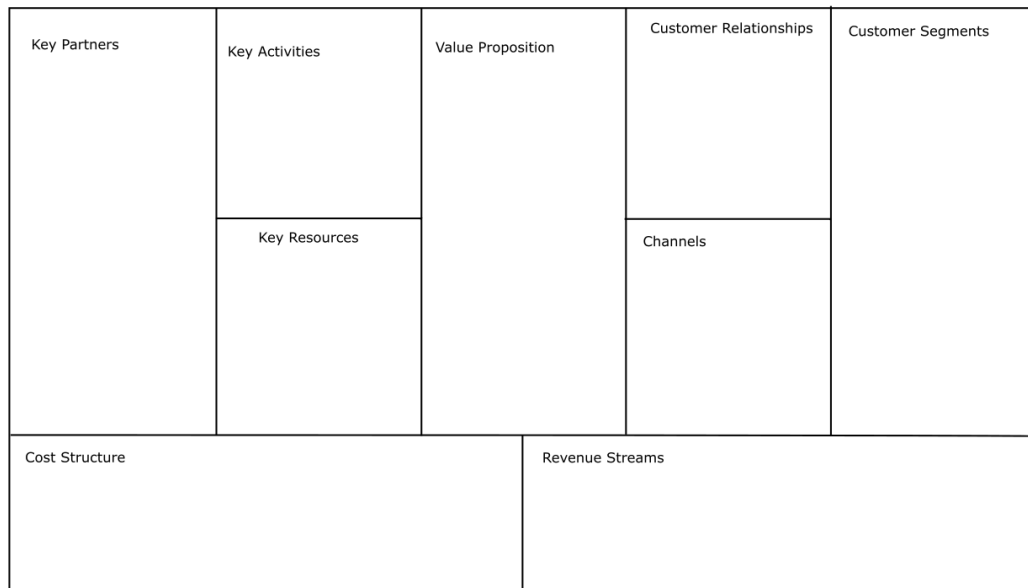 Key Partners
Key Activities
Key Resources
Value Proposition
Customer Relationships
Channels
Customer Segments
Cost Structure
Revenue Streams